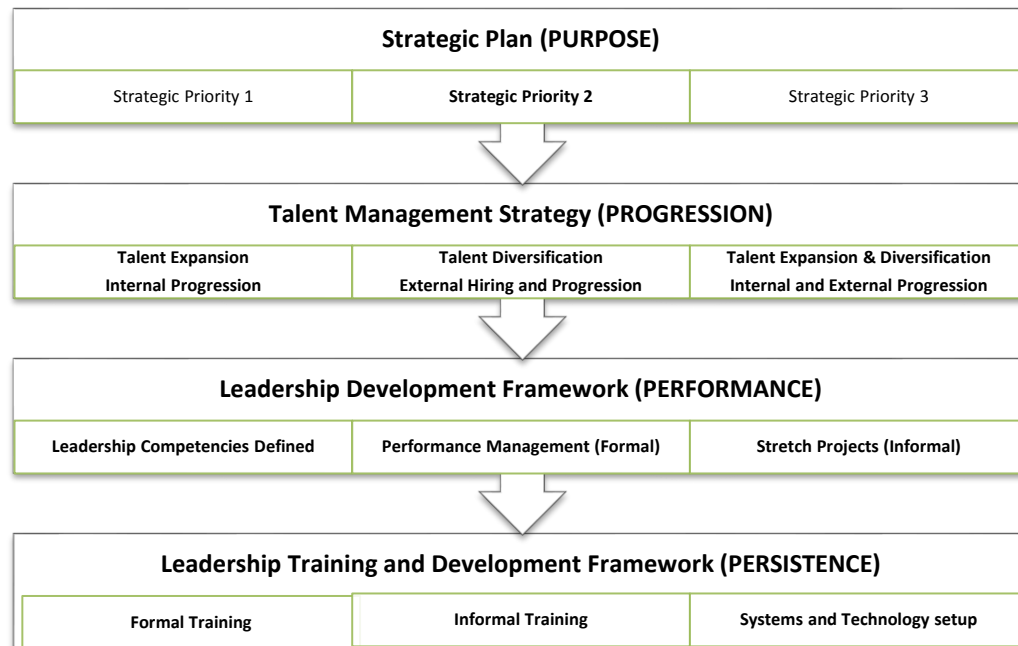 Strategic Plan (PURPOSE)
Strategic Priority 1
Strategic Priority 2
Strategic Priority 3
Talent Management Strategy (PROGRESSION)
Talent Expansion
Internal Progression
Talent Diversification
External Hiring and Progression
Talent Expansion & Diversification
Internal and External Progression
Leadership Development Framework (PERFORMANCE)
Leadership Competencies Defined
Performance Management (Formal)
Stretch Projects (Informal)
Leadership Training and Development Framework (PERSISTENCE)
Formal Training
Informal Training
Systems and Technology setup